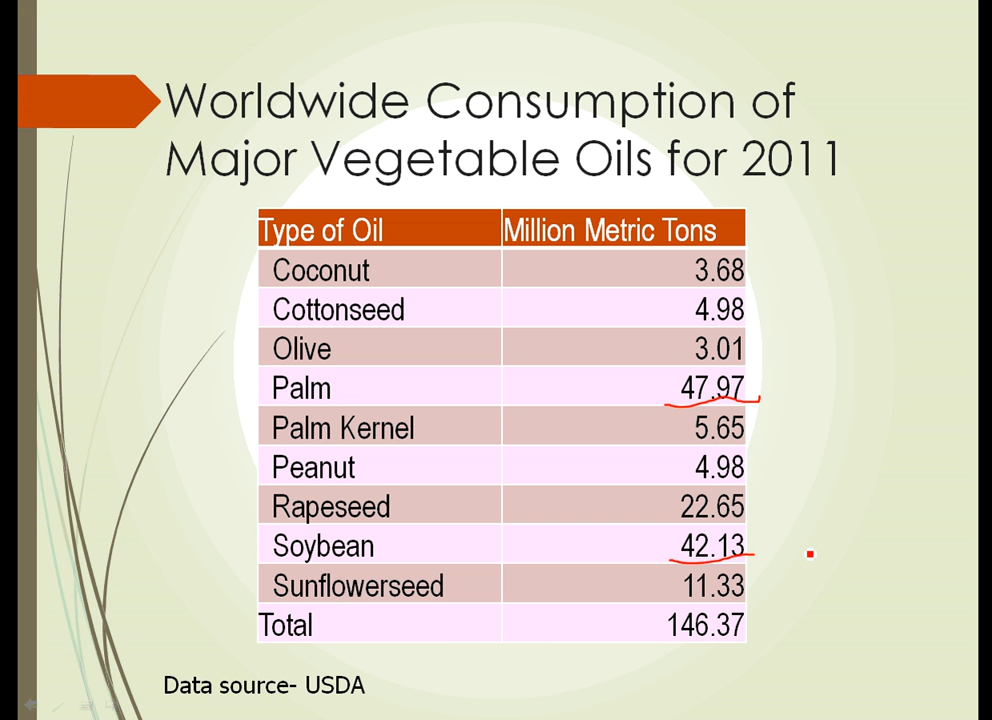 Worldwide Consumption of
Major Vegetable Oils for 2011
Type of Oil Million Metric Tons
Coconut 3.68
Cottonseed 4.98
Olive 3.01
Palm 47.97
Palm Kernel 5.65
Peanut 4.98
Rapeseed 22.65
Soybean 42.13
Sunflowerseed 11.33
Total 146.37
Data source- USDA